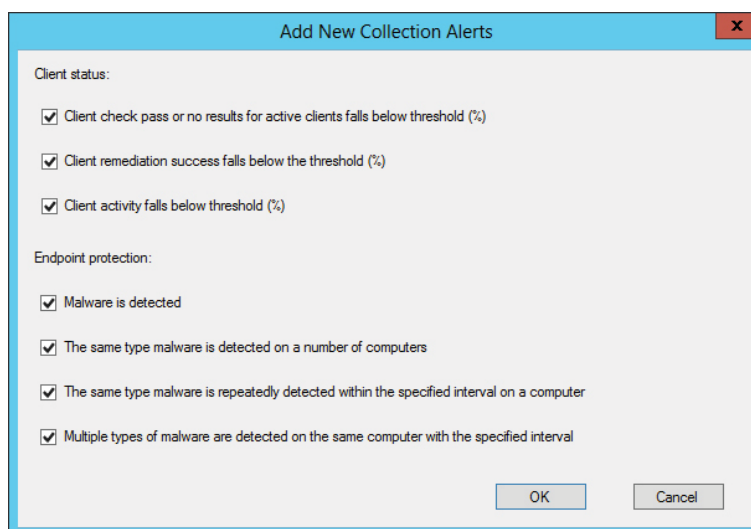 Add New Collection Alerts
x
Client status:
Client check pass or no results for active clients falls below threshold (%)
Client remediation success falls below the threshold (%)
Client activity falls below threshold (%)
Endpoint protection:
Malware is detected
The same type malware is detected on a number of computers
The same type malware is repeatedly detected within the specified interval on a computer
Multiple types of malware are detected on the same computer with the specified interval
OK Cancel